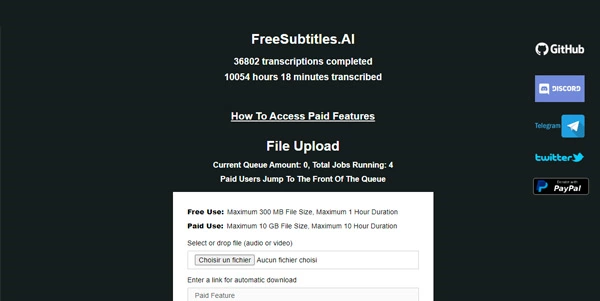 FreeSubtitles.AI
36802 transcriptions completed
10054 hours 18 minutes transcribed
How To Access Paid Features
File Upload
Current Queue Amount: 0, Total Jobs Running: 4
Paid Users Jump To The Front Of The Queue
Free Use: Maximum 300 MB File Size, Maximum 1 Hour Duration
Paid Use: Maximum 10 GB File Size, Maximum 10 Hour Duration
Select or drop file (audio or video)
Choisir un fichier Aucun fichier choisi
Enter a link for automatic download
Paid Feature
GitHub
DISCORD
Telegram
twitter
Donate with
PayPal